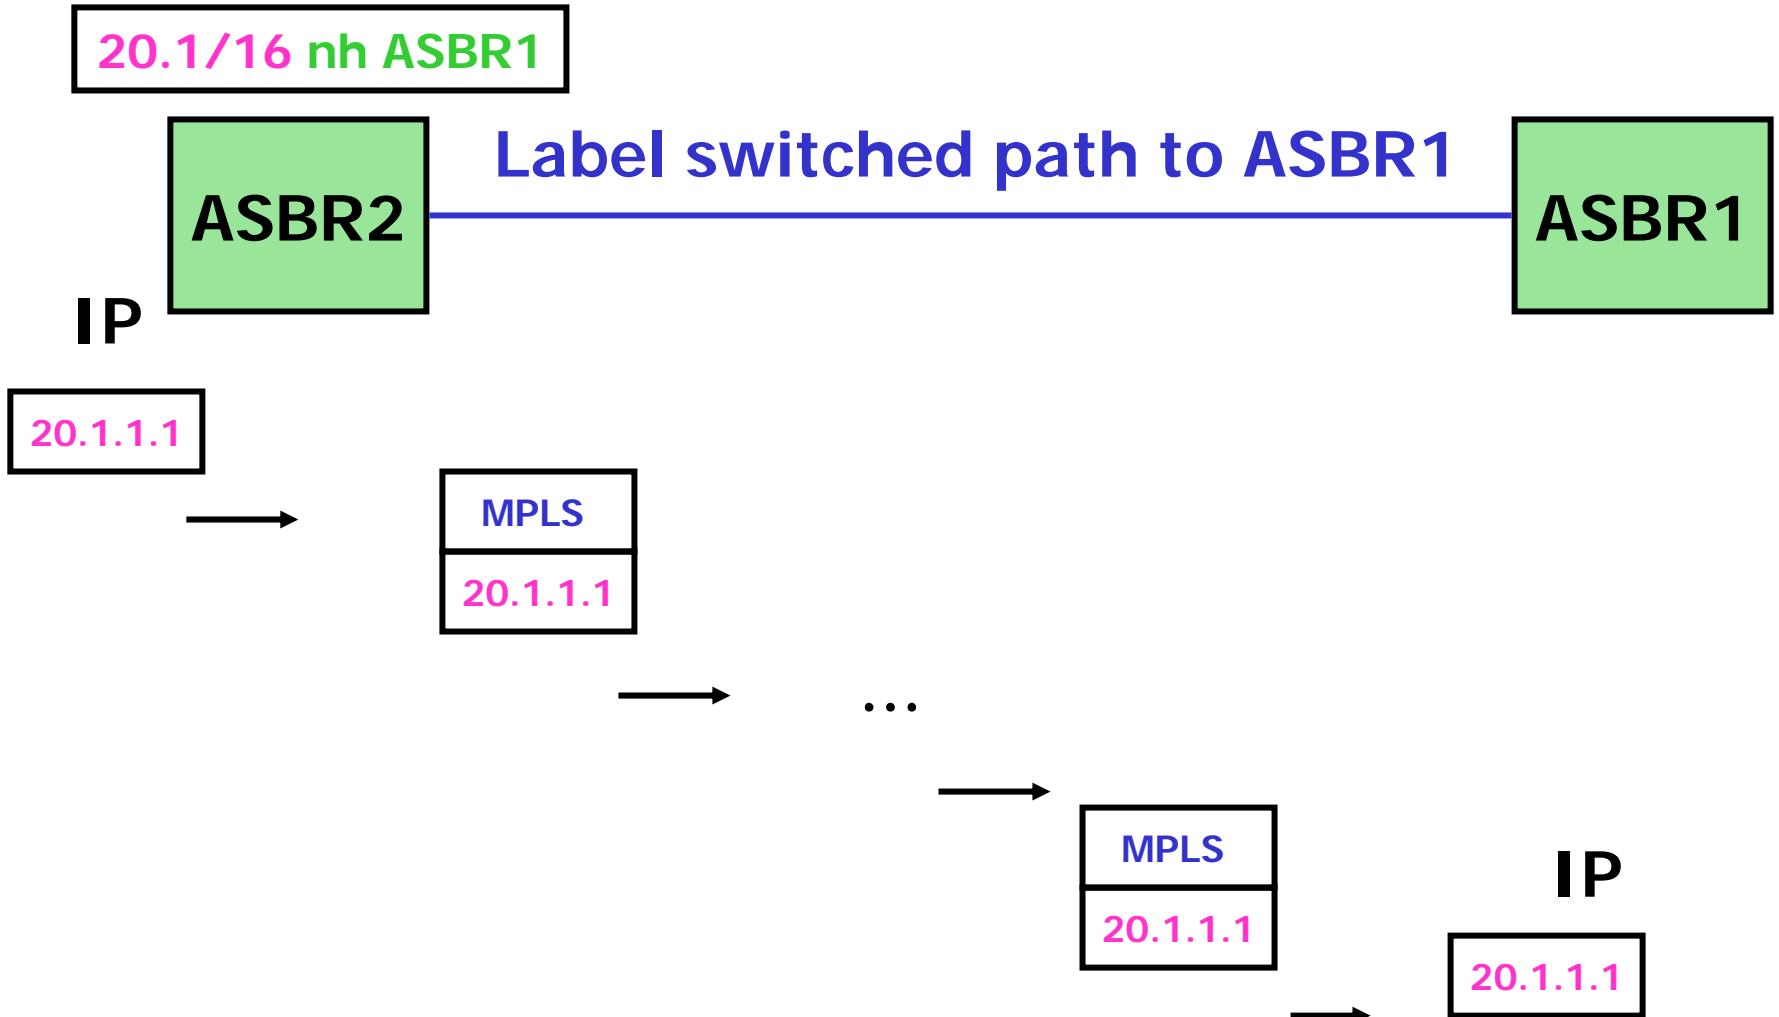 20.1/16 nh ASBR1
Label switched path to ASBR1
ASBR2
ASBR1
IP
20.1.1.1
MPLS
20.1.1.1
...
MPLS
20.1.1.1
IP
20.1.1.1